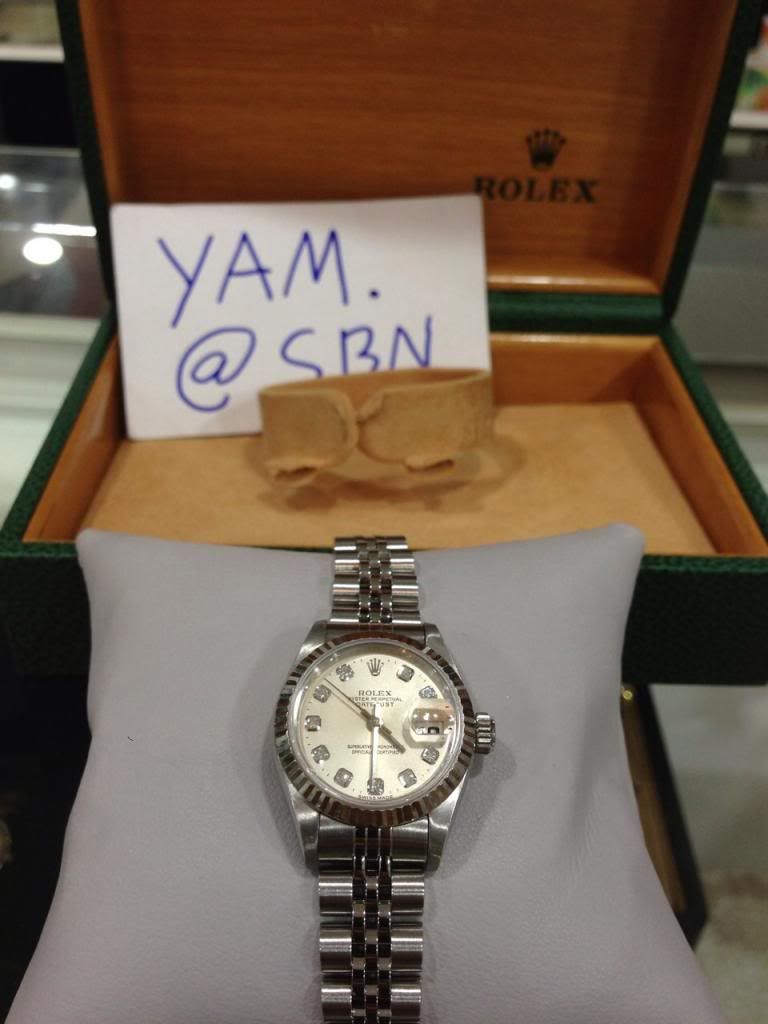 ROLEX
YAM.
@SBN
ROLEX
OYSTER PERPETUAL
DATEJUST
SUPERLATIVE CHRONOMETER
OFFICIALLY CERTIFIED
SWISS MADE